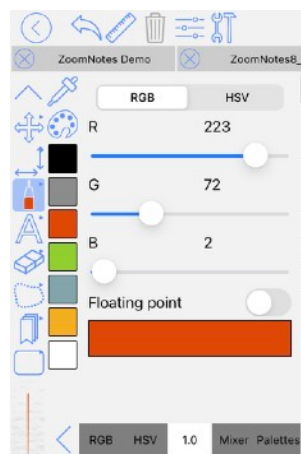 ZoomNotes Demo ZoomNotes8_
RGB HSV
R 223
G 72
B 2
Floating point
RGB HSV 1.0 Mixer Palettes